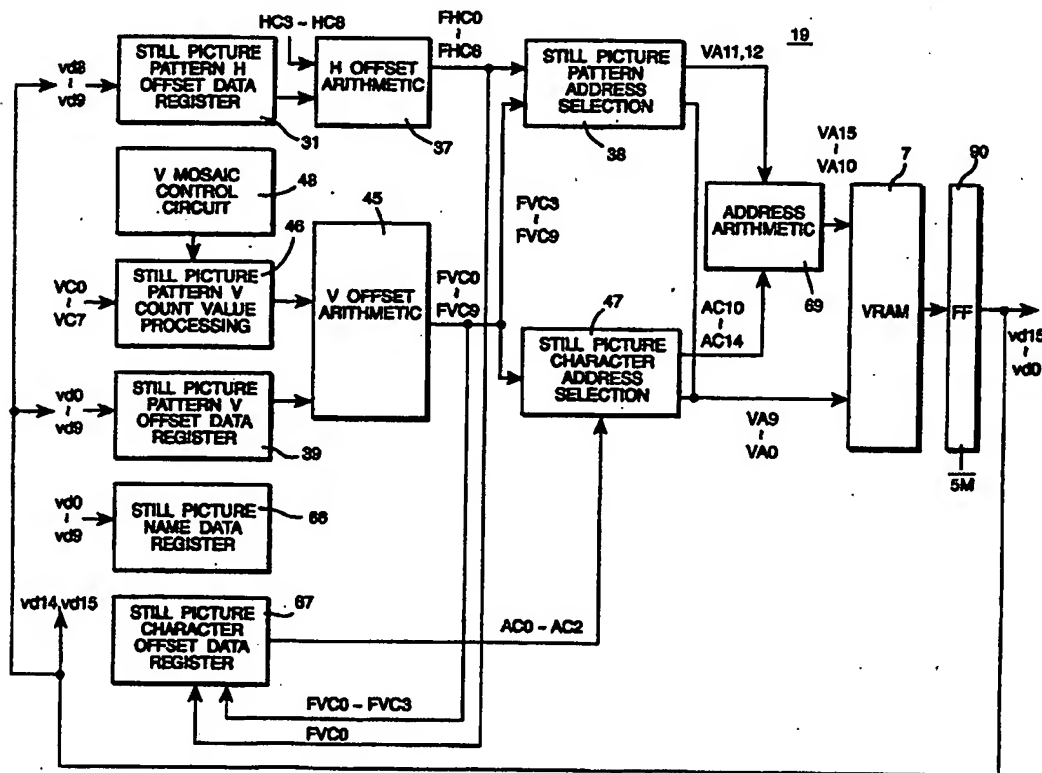 HC3 ~ HC8
FHC0
~
FHC8
19
vd8
~
vd9
STILL PICTURE
PATTERN H
OFFSET DATA
REGISTER
31
H OFFSET
ARITHMETIC
37
STILL PICTURE
PATTERN
ADDRESS
SELECTION
38
VA11,12
V MOSAIC
CONTROL
CIRCUIT
48
45
FVC3
~
FVC9
ADDRESS
ARITHMETIC
69
VA15
~
VA10
7
90
VC0
~
VC7
46
STILL PICTURE
PATTERN V
COUNT VALUE
PROCESSING
V OFFSET
ARITHMETIC
FVC0
~
FVC9
47
STILL PICTURE
CHARACTER
ADDRESS
SELECTION
AC10
~
AC14
VRAM
FF
vd15
~
vd0
vd0
~
vd9
STILL PICTURE
PATTERN V
OFFSET DATA
REGISTER
39
VA9
~
VA0
5M
vd0
~
vd9
STILL PICTURE
NAME DATA
REGISTER
66
vd14,vd15
STILL PICTURE
CHARACTER
OFFSET DATA
REGISTER
67
AC0 ~ AC2
FVC0 ~ FVC3
FVC0